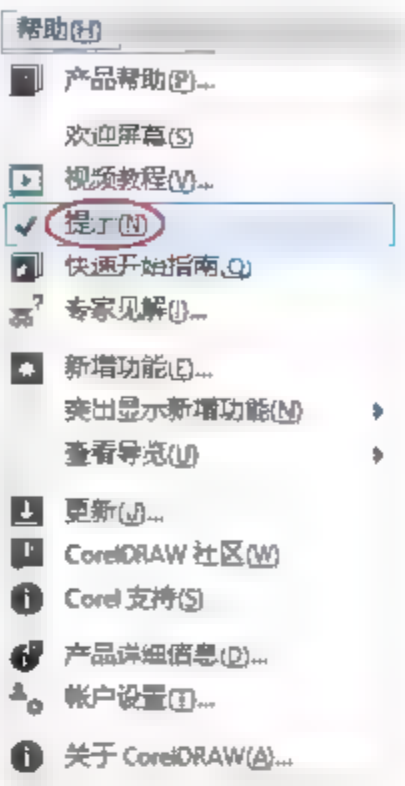 帮助(H)
产品帮助(P)...
欢迎屏幕(S)
视频教程(V)...
提示(N)
快速开始指南(Q)
专家见解(I)...
新增功能(E)...
突出显示新增功能(N)
查看导览(U)
更新(J)...
CorelDRAW 社区(W)
Corel 支持(S)
产品详细信息(D)...
帐户设置(T)...
关于 CorelDRAW(A)...